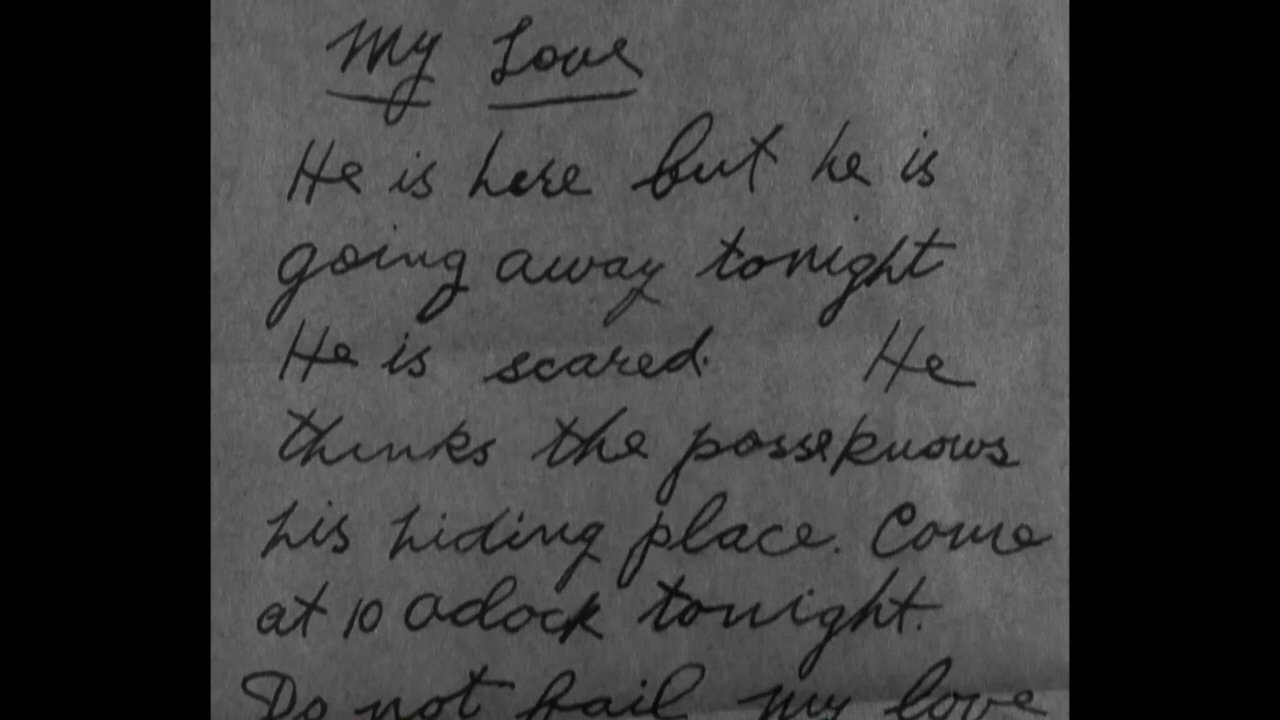 My Love
He is here but he is
going away tonight
He is scared. He
thinks the posse knows
his hiding place. Come
at 10 oclock tonight.
Do not fail my love